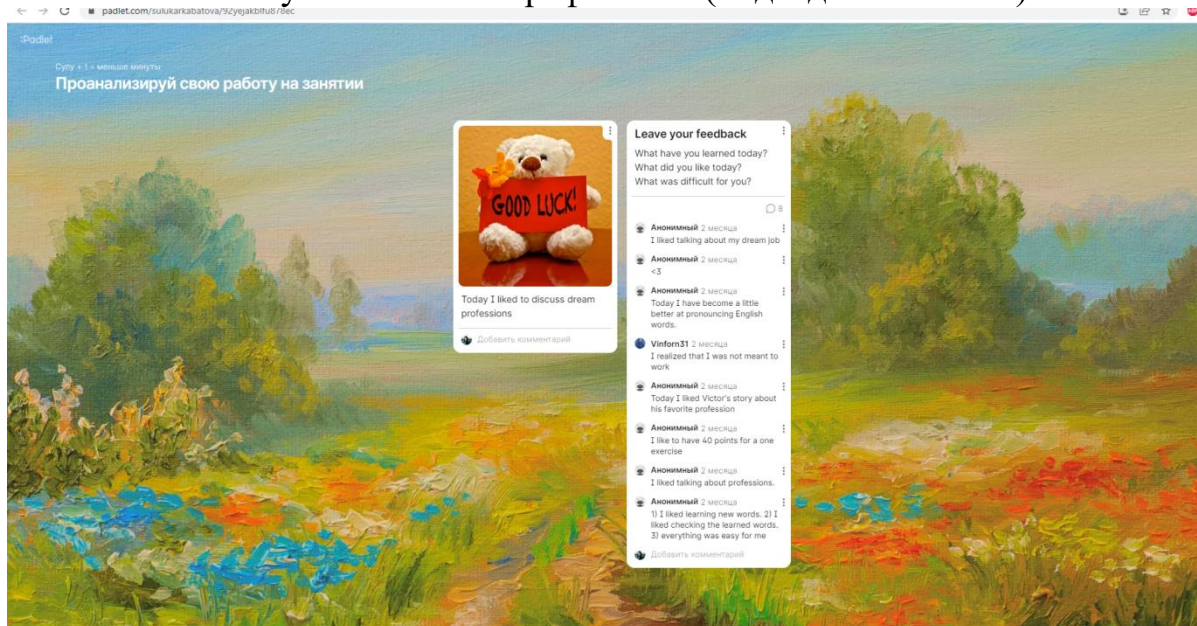 padlet.com/sulukarkabatova/92yejakblfu878ec
:Padlet
Сулу + 1 • меньше минуты
Проанализируй свою работу на занятии
GOOD LUCK!
Today I liked to discuss dream
professions
Добавить комментарий
Leave your feedback
What have you learned today?
What did you like today?
What was difficult for you?
8
Анонимный 2 месяца
I liked talking about my dream job
Анонимный 2 месяца
<3
Анонимный 2 месяца
Today I have become a little
better at pronouncing English
words.
Vinforn31 2 месяца
I realized that I was not meant to
work
Анонимный 2 месяца
Today I liked Victor's story about
his favorite profession
Анонимный 2 месяца
I like to have 40 points for a one
exercise
Анонимный 2 месяца
I liked talking about professions.
Анонимный 2 месяца
1) I liked learning new words. 2) I
liked checking the learned words.
3) everything was easy for me
Добавить комментарий